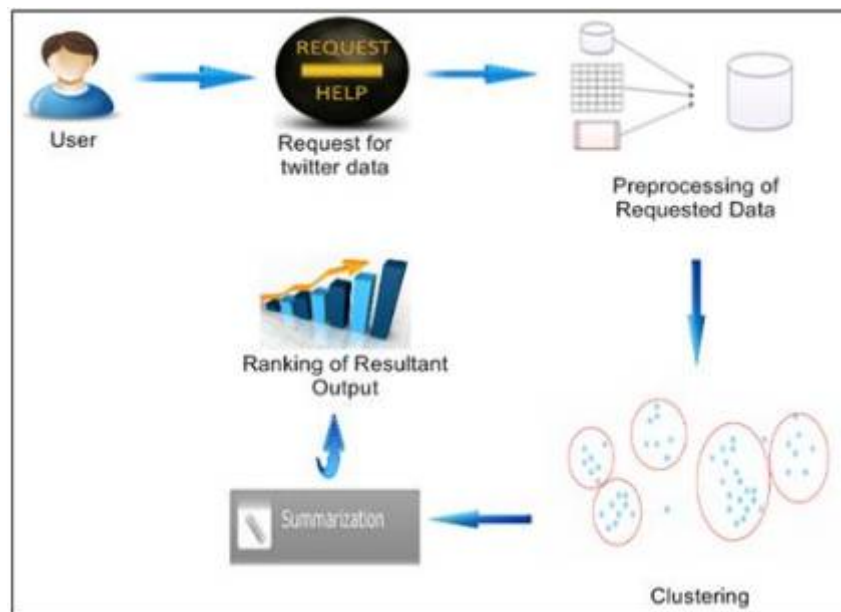 REQUEST
HELP
User
Request for
twitter data
Preprocessing of
Requested Data
Ranking of Resultant
Output
Summarization
Clustering